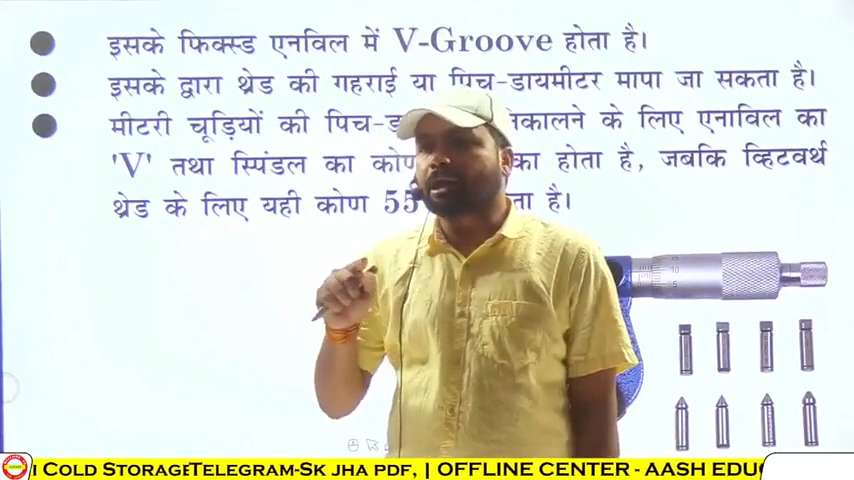 इसके फिक्स्ड एनविल में V-Groove होता है।
इसके द्वारा थ्रेड की गहराई या पिच-डायमीटर मापा जा सकता है।
मीटरी चूड़ियों की पिच-ड नकालने के लिए एनाविल का
'V' तथा स्पिंडल का कोण का होता है, जबकि व्हिटवर्थ
थ्रेड के लिए यही कोण 55 ता है।
I COLD STORAGE TELEGRAM-SK JHA PDF, | OFFLINE CENTER - AASH EDU